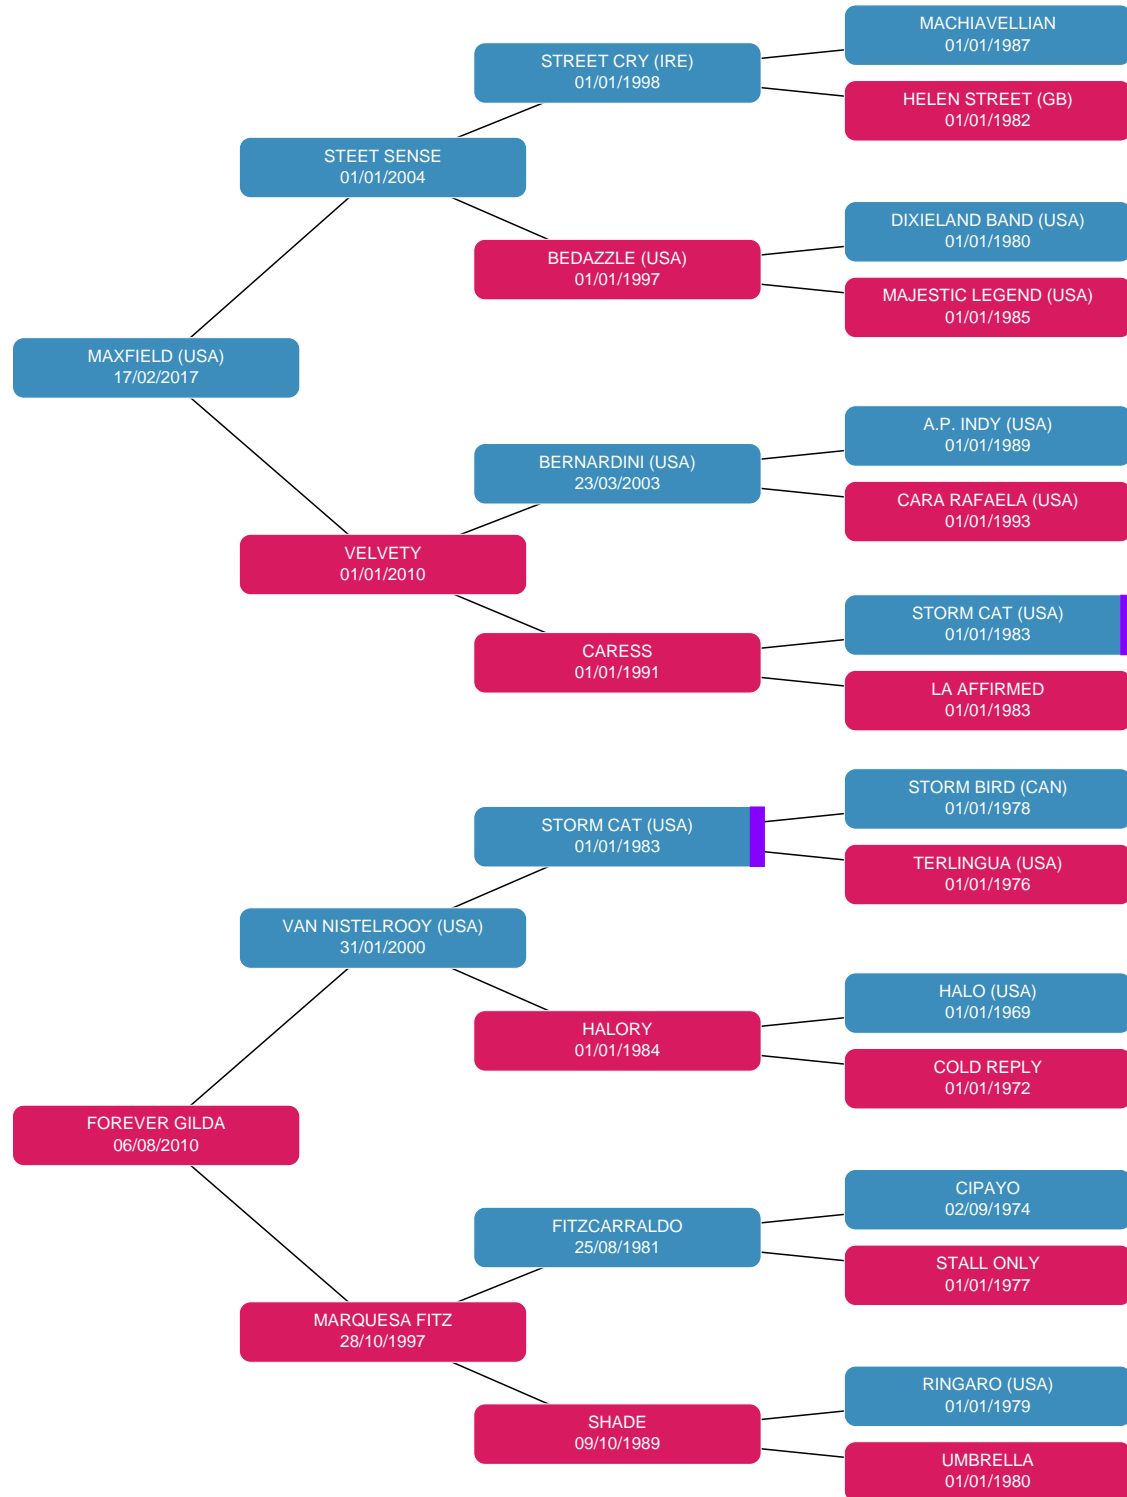 MACHIAVELLIAN
01/01/1987
STREET CRY (IRE)
01/01/1998
HELEN STREET (GB)
01/01/1982
STEET SENSE
01/01/2004
DIXIELAND BAND (USA)
01/01/1980
BEDAZZLE (USA)
01/01/1997
MAJESTIC LEGEND (USA)
01/01/1985
MAXFIELD (USA)
17/02/2017
A.P. INDY (USA)
01/01/1989
BERNARDINI (USA)
23/03/2003
CARA RAFAELA (USA)
01/01/1993
VELVETY
01/01/2010
STORM CAT (USA)
01/01/1983
CARESS
01/01/1991
LA AFFIRMED
01/01/1983
STORM BIRD (CAN)
01/01/1978
STORM CAT (USA)
01/01/1983
TERLINGUA (USA)
01/01/1976
VAN NISTELROOY (USA)
31/01/2000
HALO (USA)
01/01/1969
HALORY
01/01/1984
COLD REPLY
01/01/1972
FOREVER GILDA
06/08/2010
CIPAYO
02/09/1974
FITZCARRALDO
25/08/1981
STALL ONLY
01/01/1977
MARQUESA FITZ
28/10/1997
RINGARO (USA)
01/01/1979
SHADE
09/10/1989
UMBRELLA
01/01/1980